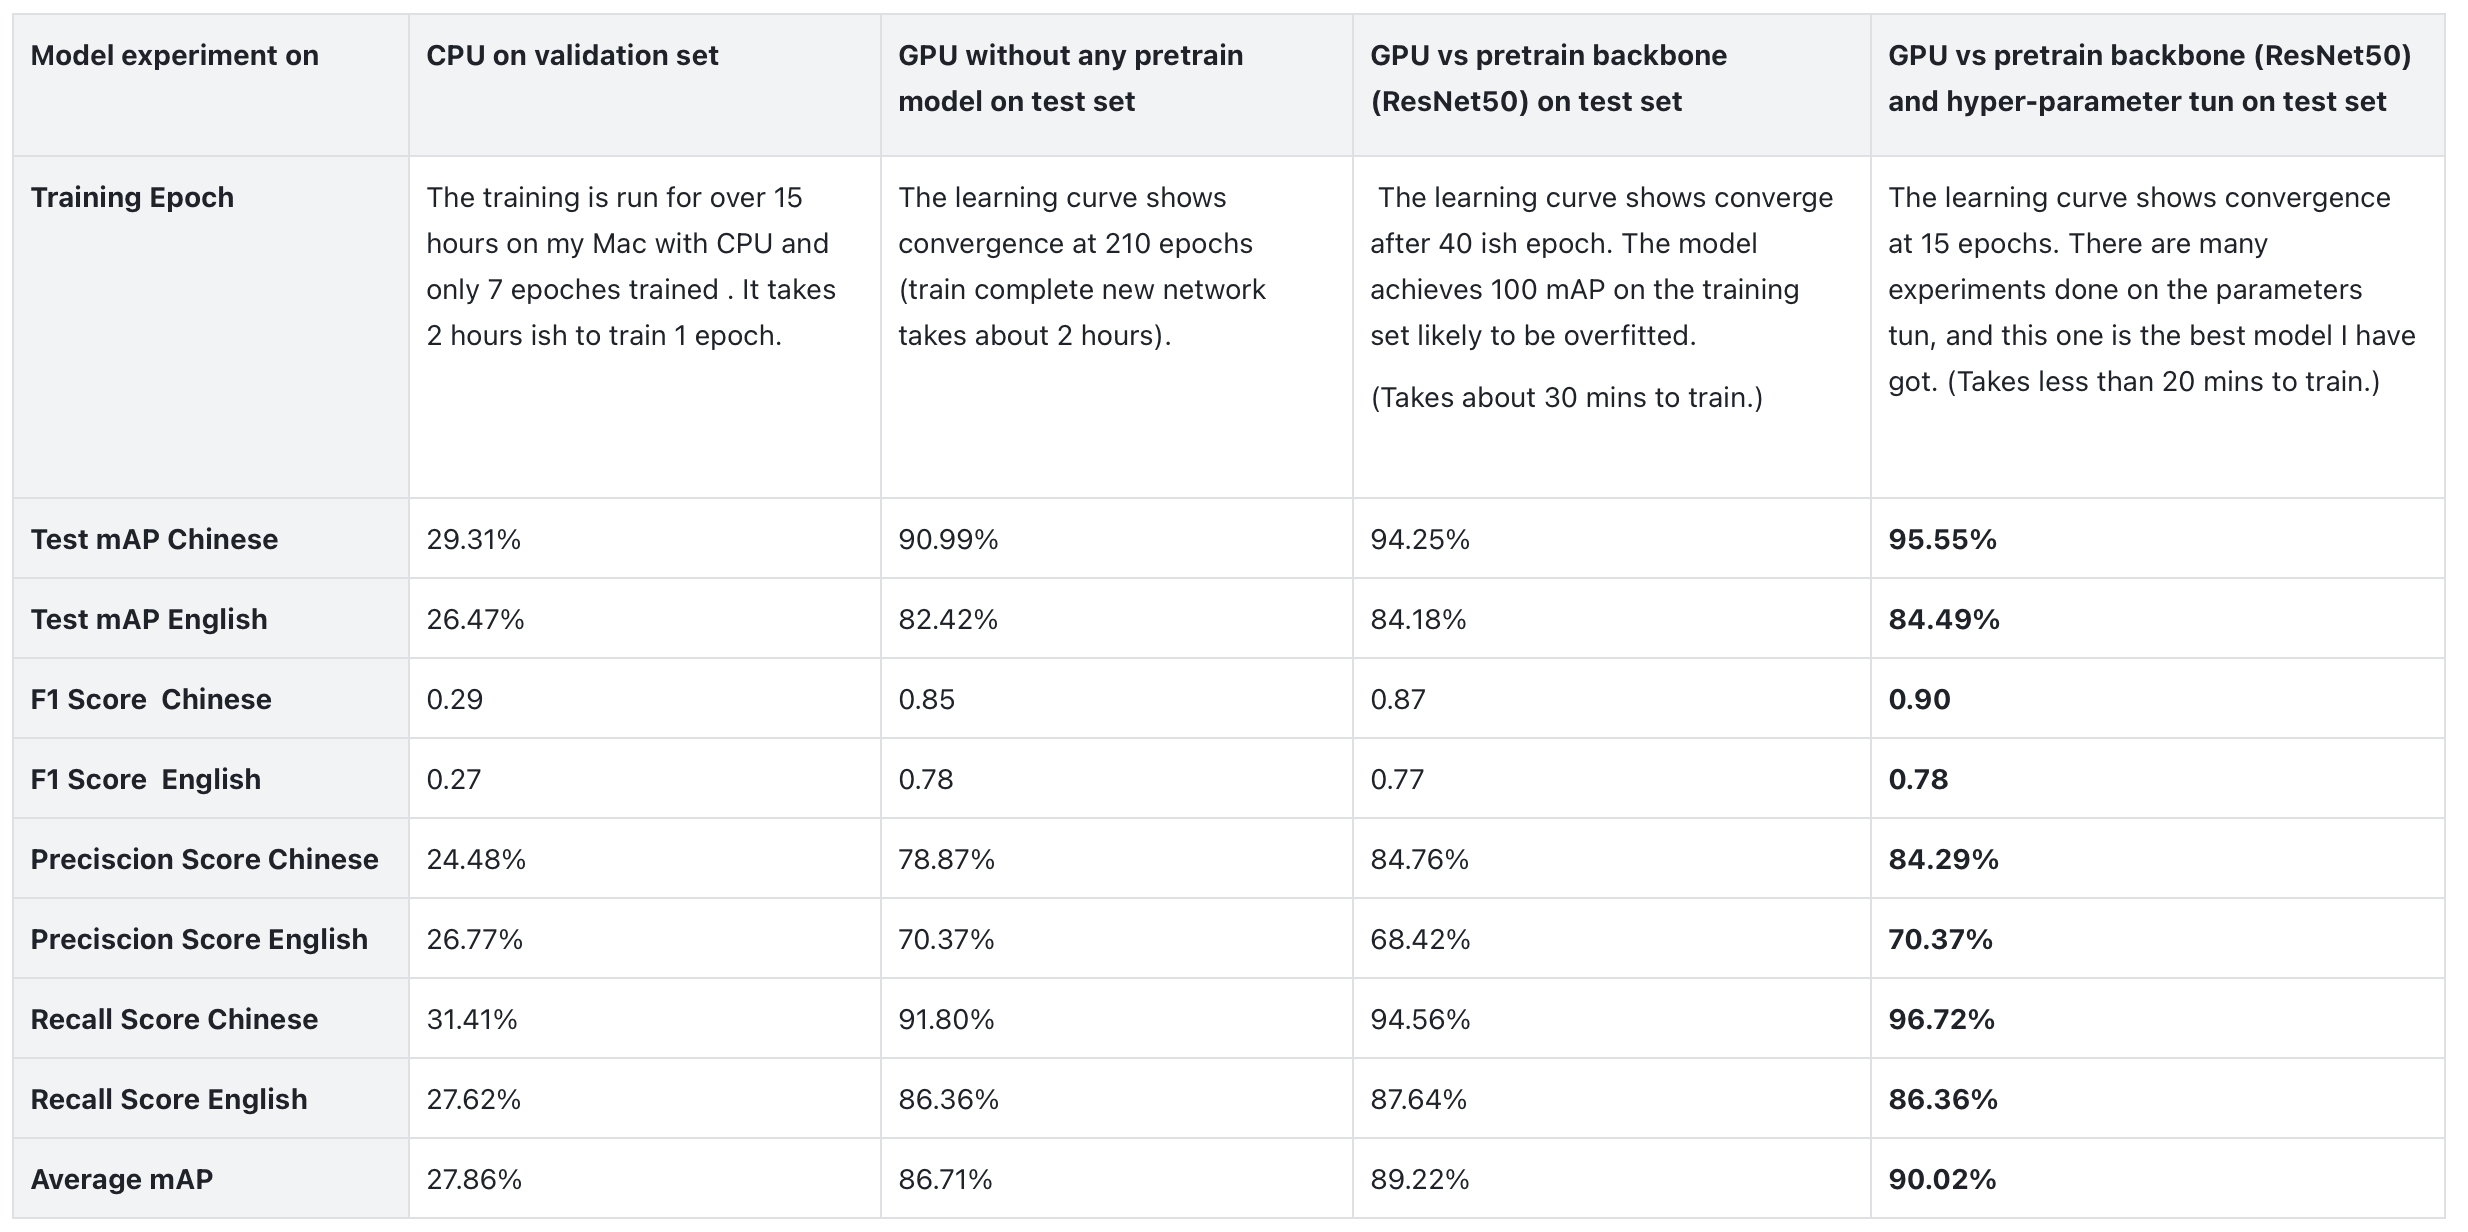 Model experiment on
CPU on validation set
GPU without any pretrain
model on test set
GPU vs pretrain backbone
(ResNet50) on test set
GPU vs pretrain backbone (ResNet50)
and hyper-parameter tun on test set
Training Epoch
The training is run for over 15
hours on my Mac with CPU and
only 7 epoches trained . It takes
2 hours ish to train 1 epoch.
The learning curve shows
convergence at 210 epochs
(train complete new network
takes about 2 hours).
The learning curve shows converge
after 40 ish epoch. The model
achieves 100 mAP on the training
set likely to be overfitted.
(Takes about 30 mins to train.)
The learning curve shows convergence
at 15 epochs. There are many
experiments done on the parameters
tun, and this one is the best model I have
got. (Takes less than 20 mins to train.)
Test mAP Chinese
29.31%
90.99%
94.25%
95.55%
Test mAP English
26.47%
82.42%
84.18%
84.49%
F1 Score  Chinese
0.29
0.85
0.87
0.90
F1 Score  English
0.27
0.78
0.77
0.78
Preciscion Score Chinese
24.48%
78.87%
84.76%
84.29%
Preciscion Score English
26.77%
70.37%
68.42%
70.37%
Recall Score Chinese
31.41%
91.80%
94.56%
96.72%
Recall Score English
27.62%
86.36%
87.64%
86.36%
Average mAP
27.86%
86.71%
89.22%
90.02%